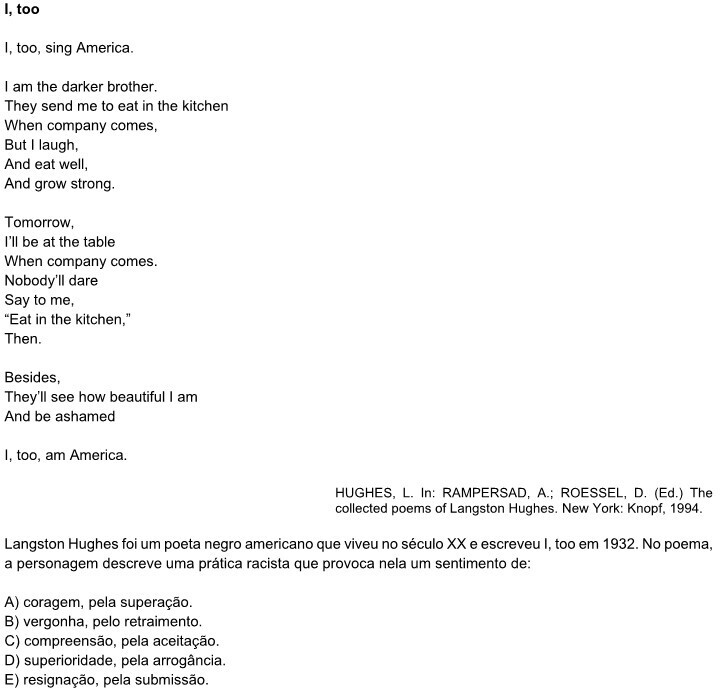 I, too
I, too, sing America.
I am the darker brother.
They send me to eat in the kitchen
When company comes,
But I laugh,
And eat well,
And grow strong.
Tomorrow,
I’ll be at the table
When company comes.
Nobody’ll dare
Say to me,
“Eat in the kitchen,”
Then.
Besides,
They’ll see how beautiful I am
And be ashamed
I, too, am America.
HUGHES, L. In: RAMPERSAD, A.; ROESSEL, D. (Ed.) The
collected poems of Langston Hughes. New York: Knopf, 1994.
Langston Hughes foi um poeta negro americano que viveu no século XX e escreveu I, too em 1932. No poema,
a personagem descreve uma prática racista que provoca nela um sentimento de:
A) coragem, pela superação.
B) vergonha, pelo retraimento.
C) compreensão, pela aceitação.
D) superioridade, pela arrogância.
E) resignação, pela submissão.